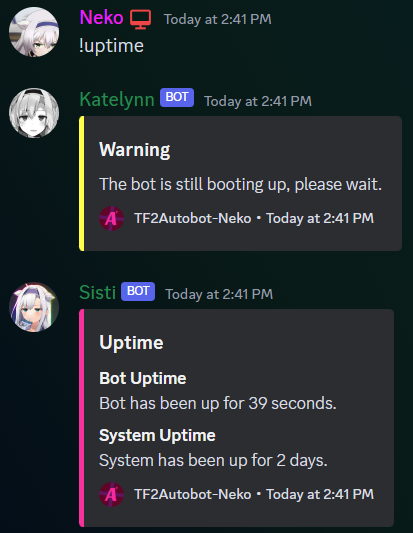 Neko Today at 2:41 PM
!uptime
Katelynn BOT Today at 2:41 PM
Warning
The bot is still booting up, please wait.
TF2Autobot-Neko • Today at 2:41 PM
Sisti BOT Today at 2:41 PM
Uptime
Bot Uptime
Bot has been up for 39 seconds.
System Uptime
System has been up for 2 days.
TF2Autobot-Neko • Today at 2:41 PM